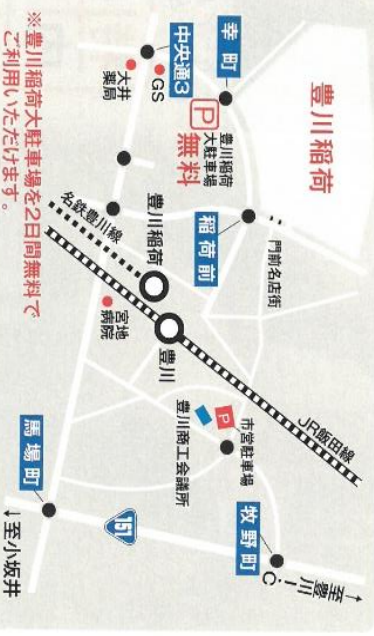 豊川稲荷
幸町
中央通3
GS
大井
薬局
P
豊川稲荷
大駐車場
無料
稲荷前
門前名店街
名鉄豊川線
豊川稲荷
豊川
宮地
病院
JR飯田線
P
市営駐車場
豊川商工会議所
牧野町
馬場町
151
↑至豊川I.C
↓至小坂井
※豊川稲荷大駐車場を2日間無料で
ご利用いただけます。